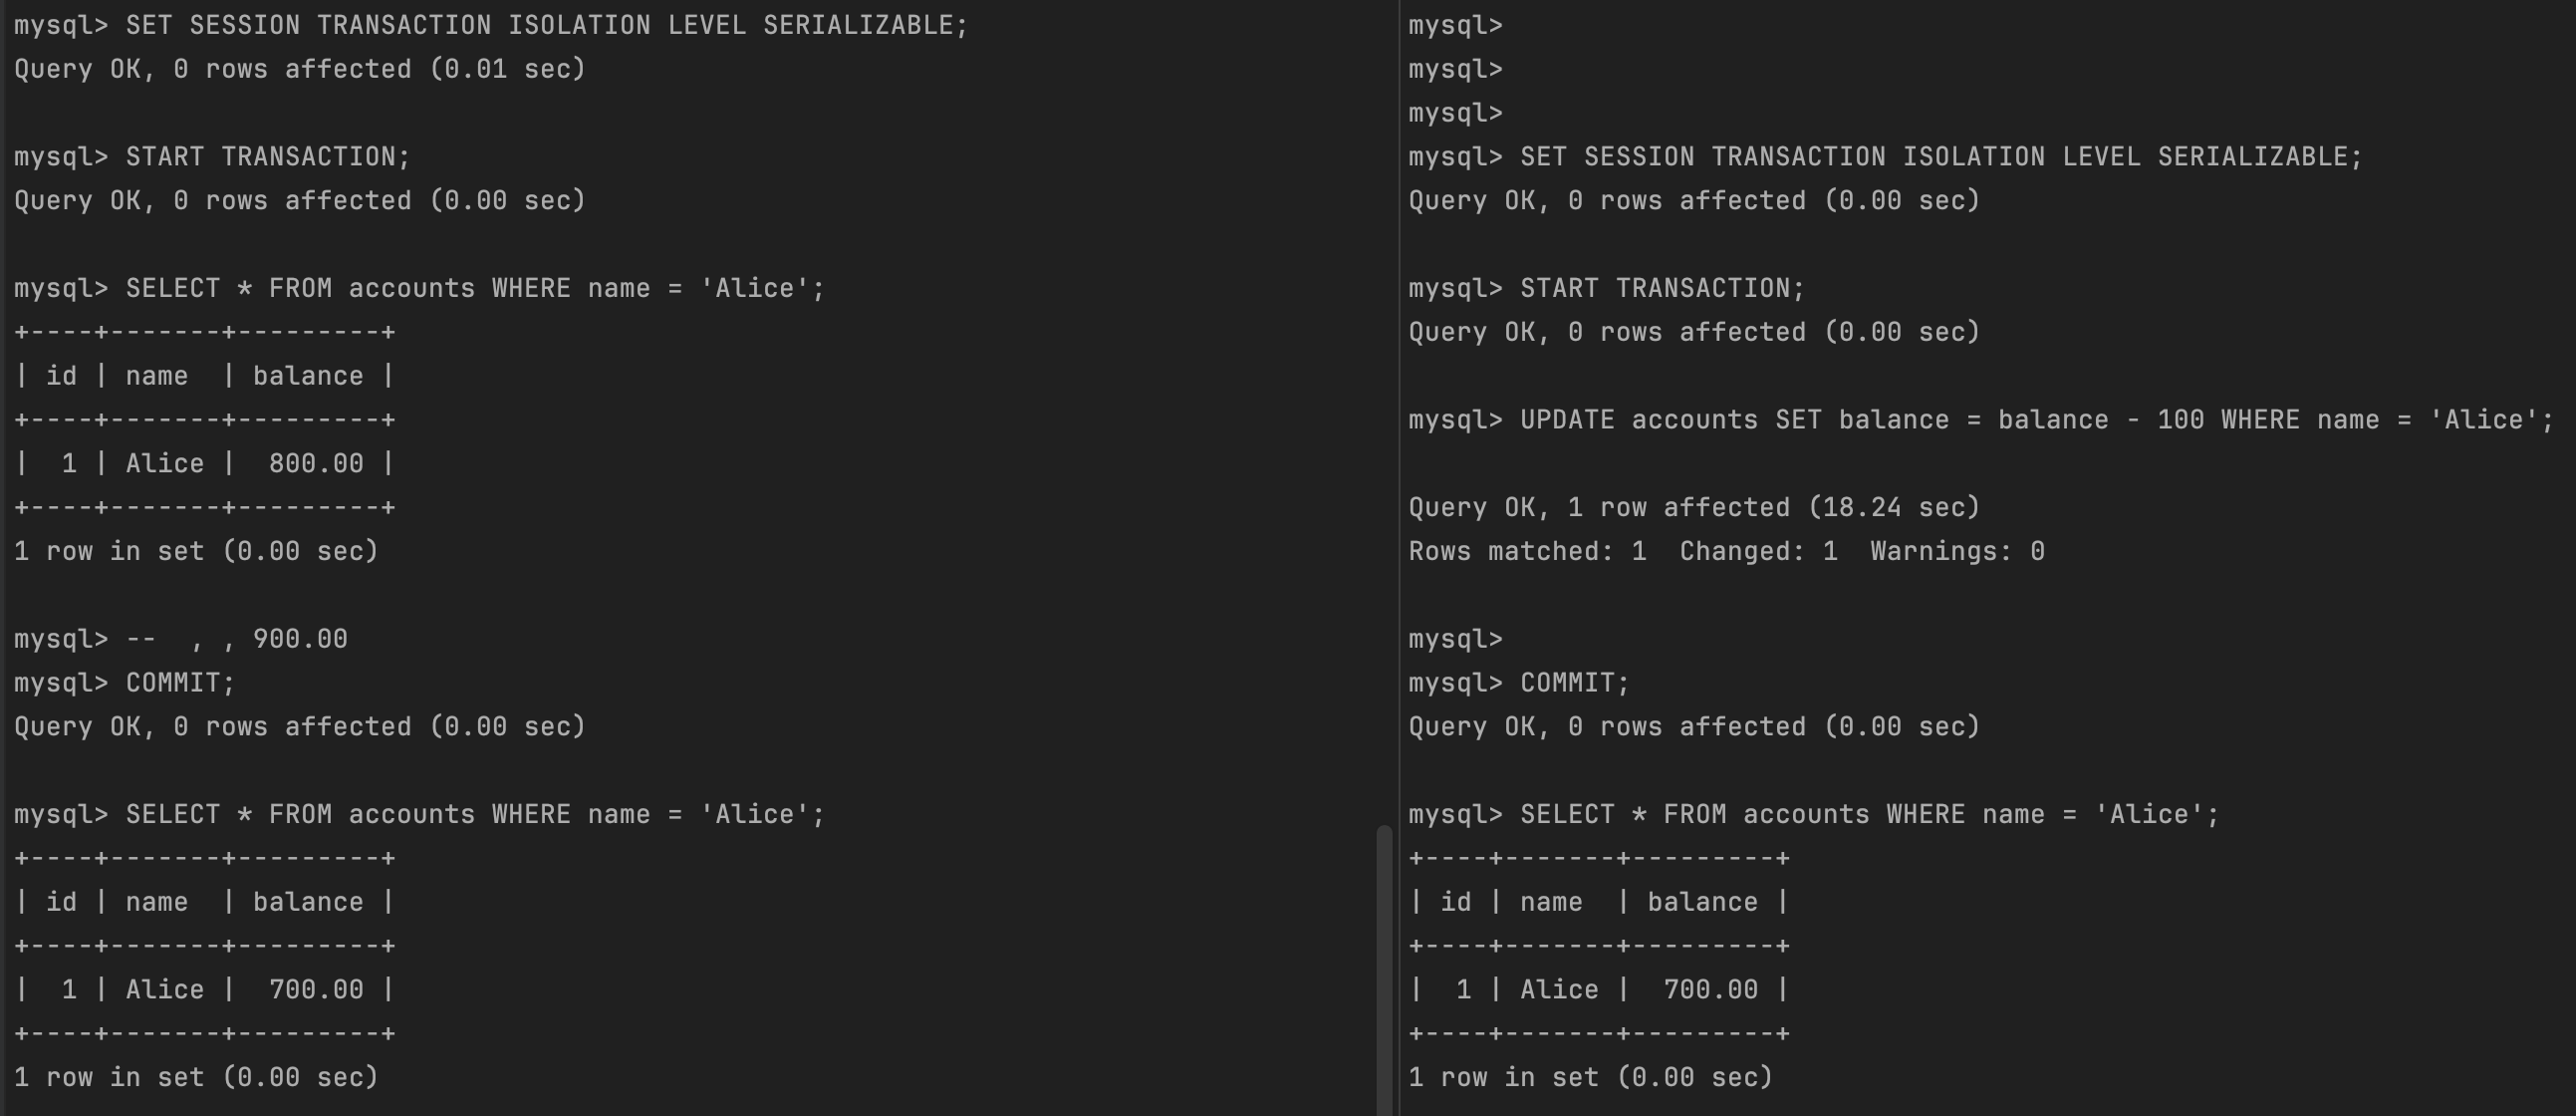 mysql> SET SESSION TRANSACTION ISOLATION LEVEL SERIALIZABLE;
Query OK, 0 rows affected (0.01 sec)

mysql> START TRANSACTION;
Query OK, 0 rows affected (0.00 sec)

mysql> SELECT * FROM accounts WHERE name = 'Alice';
+----+-------+---------+
| id | name  | balance |
+----+-------+---------+
|  1 | Alice |  800.00 |
+----+-------+---------+
1 row in set (0.00 sec)

mysql> --  , , 900.00
mysql> COMMIT;
Query OK, 0 rows affected (0.00 sec)

mysql> SELECT * FROM accounts WHERE name = 'Alice';
+----+-------+---------+
| id | name  | balance |
+----+-------+---------+
|  1 | Alice |  700.00 |
+----+-------+---------+
1 row in set (0.00 sec)

mysql>
mysql>
mysql>
mysql> SET SESSION TRANSACTION ISOLATION LEVEL SERIALIZABLE;
Query OK, 0 rows affected (0.00 sec)

mysql> START TRANSACTION;
Query OK, 0 rows affected (0.00 sec)

mysql> UPDATE accounts SET balance = balance - 100 WHERE name = 'Alice';

Query OK, 1 row affected (18.24 sec)
Rows matched: 1  Changed: 1  Warnings: 0

mysql>
mysql> COMMIT;
Query OK, 0 rows affected (0.00 sec)

mysql> SELECT * FROM accounts WHERE name = 'Alice';
+----+-------+---------+
| id | name  | balance |
+----+-------+---------+
|  1 | Alice |  700.00 |
+----+-------+---------+
1 row in set (0.00 sec)